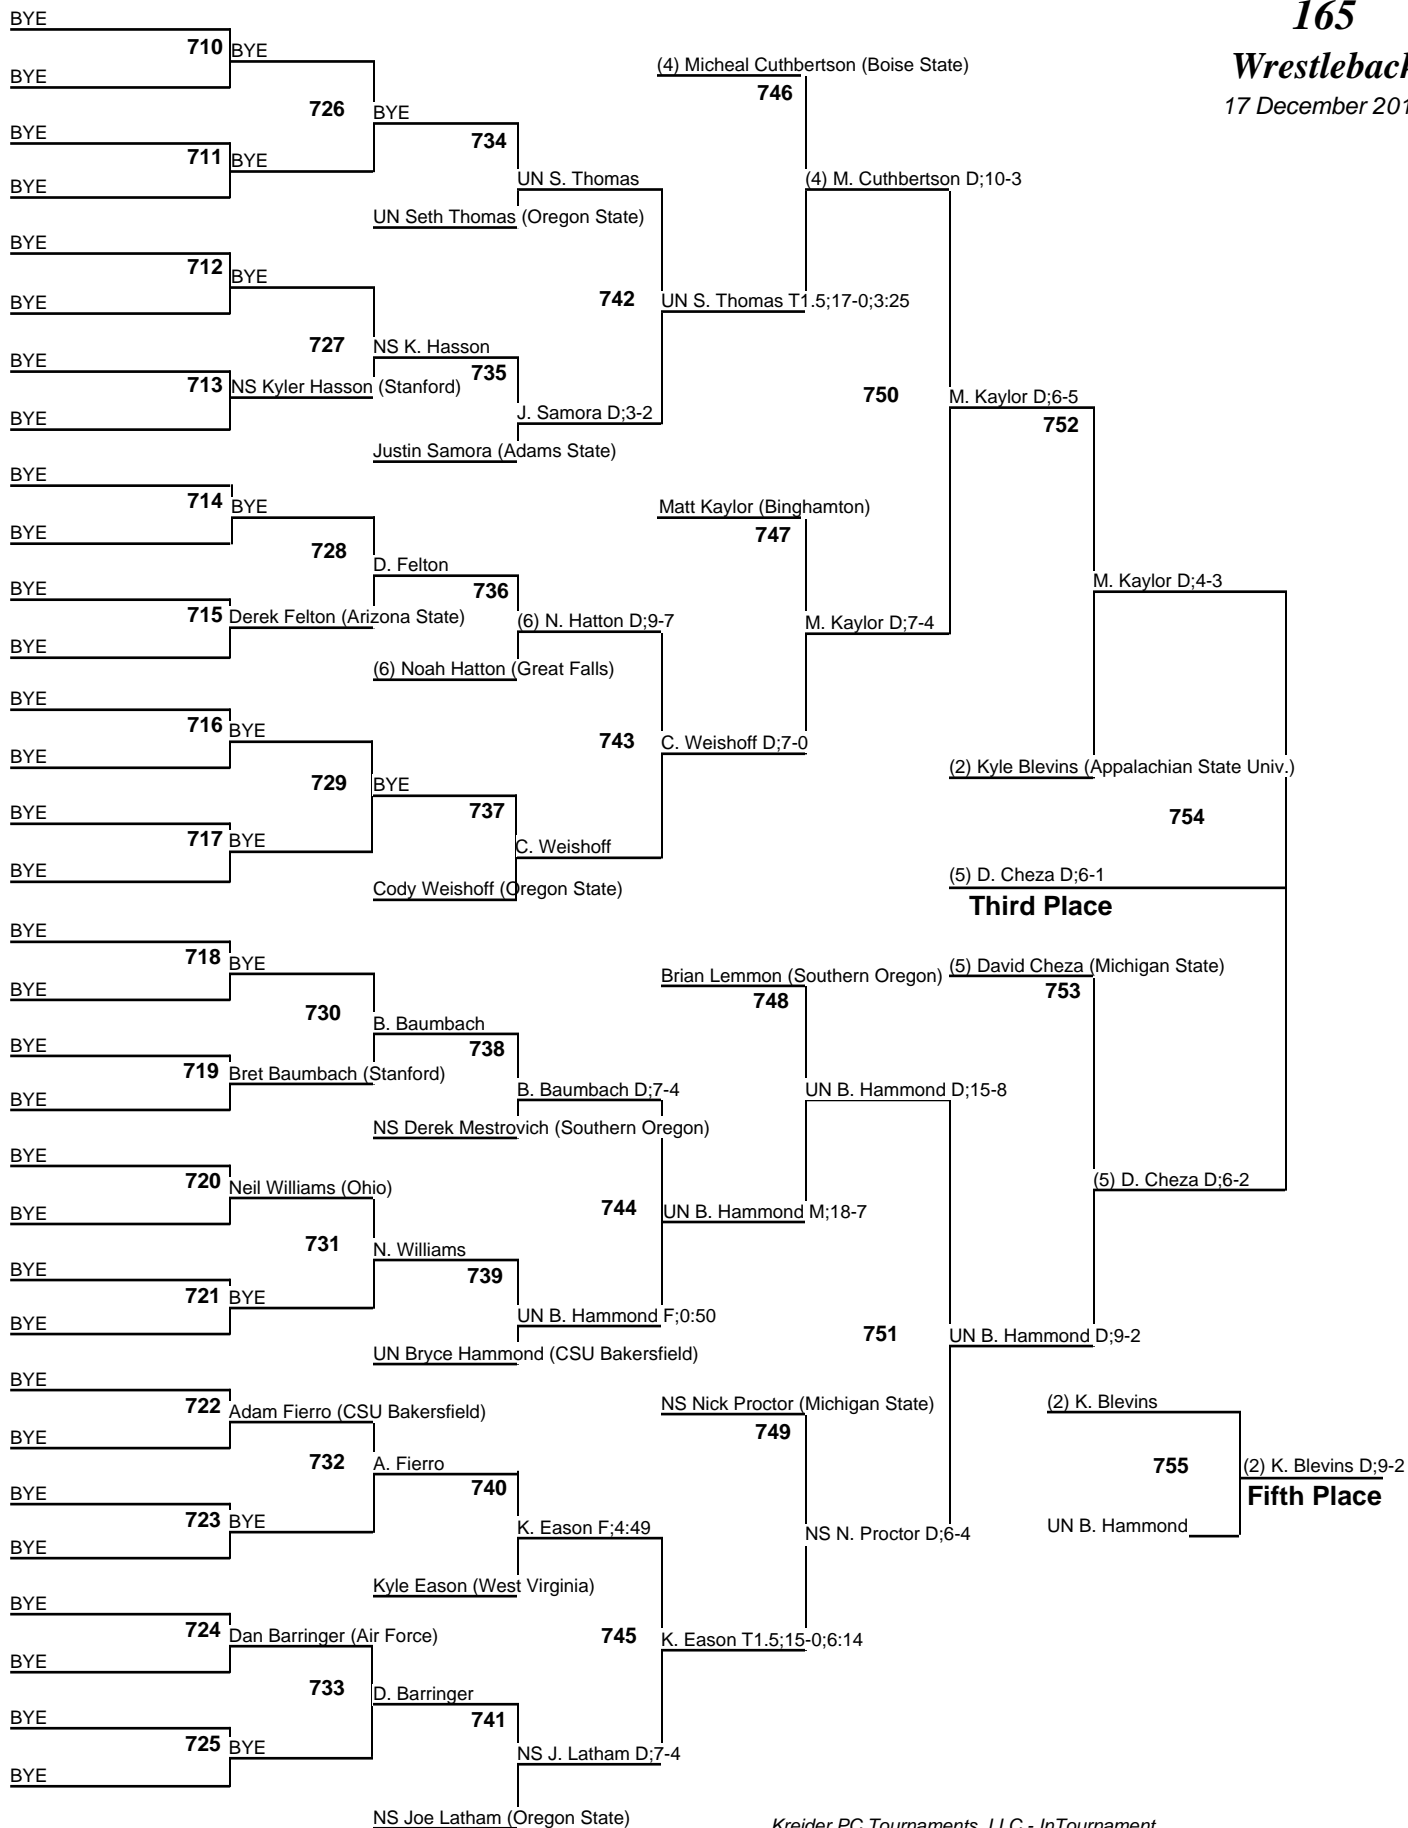 165
Wrestleback
17 December 201
BYE
710 BYE
BYE
726 BYE
BYE
711 BYE
BYE
734
UN S. Thomas
UN Seth Thomas (Oregon State)
(4) Micheal Cuthbertson (Boise State)
746
(4) M. Cuthbertson D;10-3
BYE
712 BYE
BYE
742 UN S. Thomas T1.5;17-0;3:25
727 NS K. Hasson
BYE
713 NS Kyler Hasson (Stanford)
BYE
735
J. Samora D;3-2
Justin Samora (Adams State)
750 M. Kaylor D;6-5
752
BYE
714 BYE
BYE
728 D. Felton
736
Matt Kaylor (Binghamton)
747
BYE
715 Derek Felton (Arizona State)
BYE
(6) N. Hatton D;9-7
(6) Noah Hatton (Great Falls)
M. Kaylor D;7-4
M. Kaylor D;4-3
BYE
716 BYE
BYE
743 C. Weishoff D;7-0
729 BYE
737
BYE
717 BYE
BYE
C. Weishoff
Cody Weishoff (Oregon State)
(2) Kyle Blevins (Appalachian State Univ.)
754
(5) D. Cheza D;6-1
Third Place
BYE
718 BYE
BYE
730 B. Baumbach
738
Brian Lemmon (Southern Oregon)
748
(5) David Cheza (Michigan State)
753
BYE
719 Bret Baumbach (Stanford)
BYE
B. Baumbach D;7-4
NS Derek Mestrovich (Southern Oregon)
UN B. Hammond D;15-8
BYE
720 Neil Williams (Ohio)
BYE
744 UN B. Hammond M;18-7
(5) D. Cheza D;6-2
731 N. Williams
739
BYE
721 BYE
BYE
UN B. Hammond F;0:50
UN Bryce Hammond (CSU Bakersfield)
751 UN B. Hammond D;9-2
BYE
722 Adam Fierro (CSU Bakersfield)
BYE
NS Nick Proctor (Michigan State)
749
(2) K. Blevins
732 A. Fierro
740
755 (2) K. Blevins D;9-2
Fifth Place
UN B. Hammond
BYE
723 BYE
BYE
K. Eason F;4:49
Kyle Eason (West Virginia)
NS N. Proctor D;6-4
BYE
724 Dan Barringer (Air Force)
BYE
745 K. Eason T1.5;15-0;6:14
733 D. Barringer
741
BYE
725 BYE
BYE
NS J. Latham D;7-4
NS Joe Latham (Oregon State)
Kreider PC Tournaments, LLC - InTournament